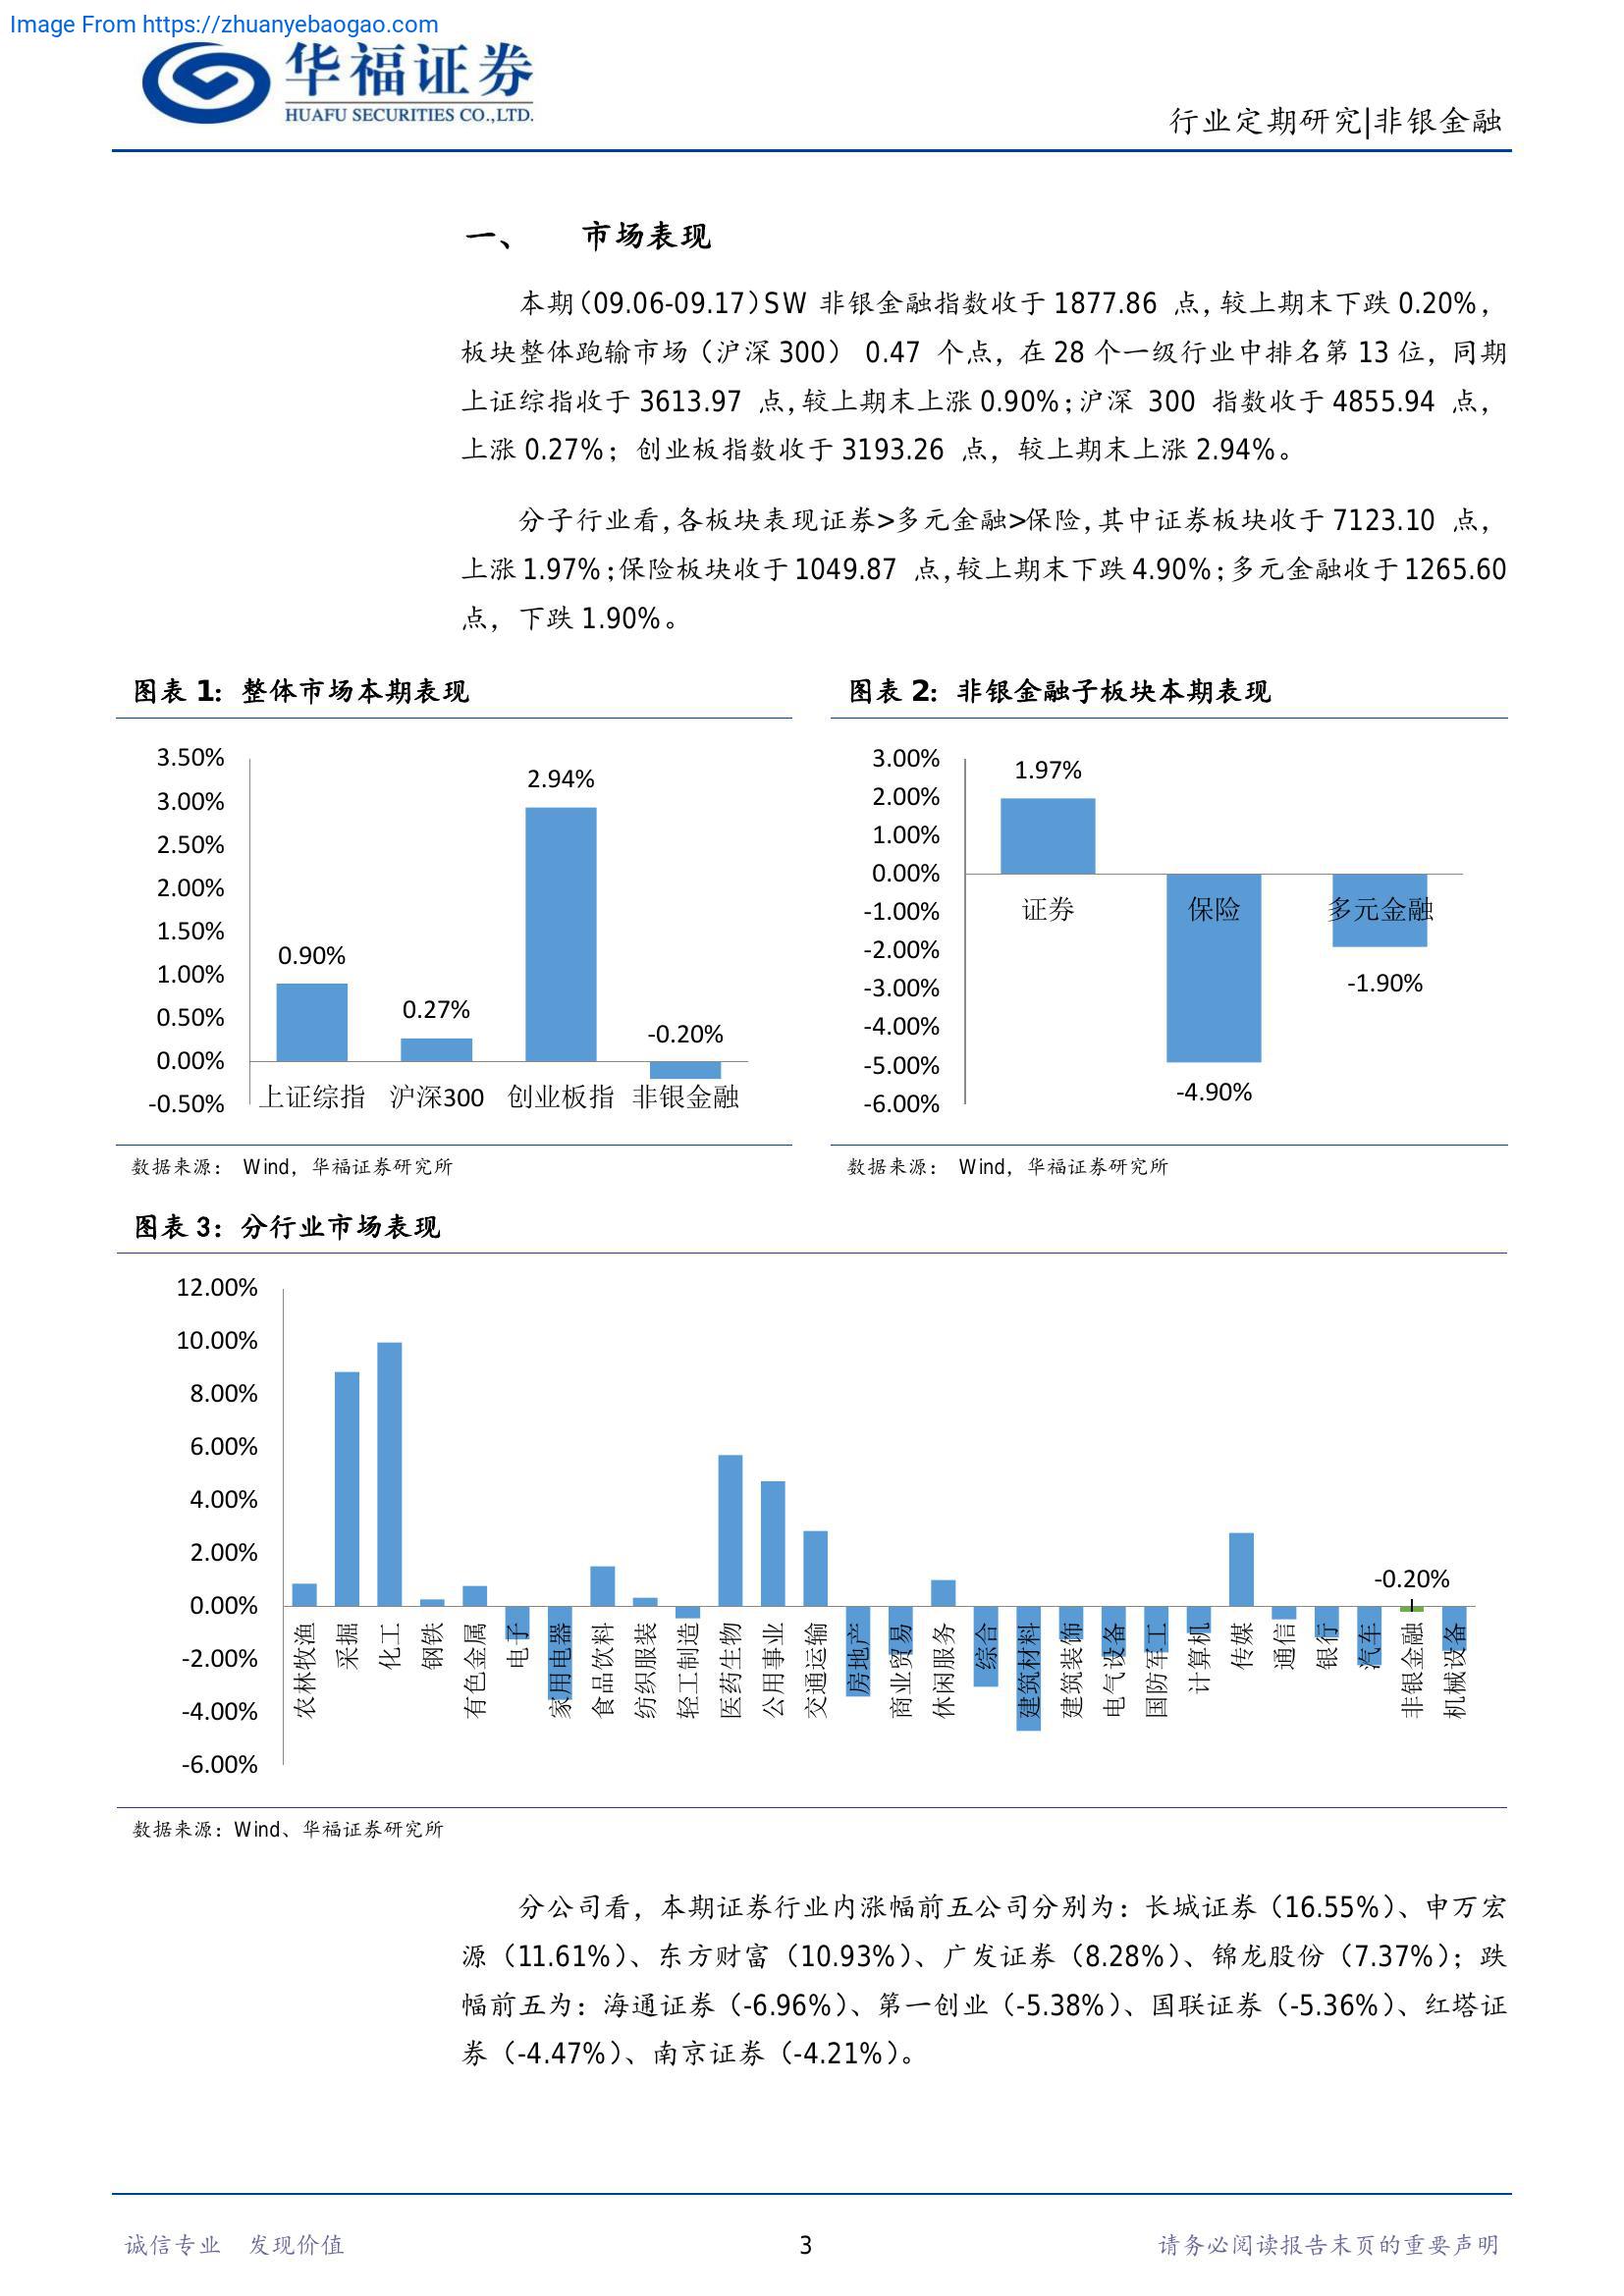 Image From https://zhuanyebaogao.com
华福证券
HUAFU SECURITIES CO.,LTD.
行业定期研究|非银金融
一、 市场表现
本期（09.06-09.17）SW 非银金融指数收于 1877.86 点，较上期末下跌 0.20%，
板块整体跑输市场（沪深 300） 0.47 个点，在 28 个一级行业中排名第 13 位，同期
上证综指收于 3613.97 点，较上期末上涨 0.90%；沪深 300 指数收于 4855.94 点，
上涨 0.27%；创业板指数收于 3193.26 点，较上期末上涨 2.94%。
分子行业看，各板块表现证券>多元金融>保险，其中证券板块收于 7123.10 点，
上涨 1.97%；保险板块收于 1049.87 点，较上期末下跌 4.90%；多元金融收于 1265.60
点，下跌 1.90%。
图表 1：整体市场本期表现
3.50%
3.00%
2.50%
2.00%
1.50%
1.00%
0.50%
0.00%
-0.50%
0.90%
0.27%
2.94%
-0.20%
上证综指 沪深300 创业板指 非银金融
数据来源： Wind，华福证券研究所
图表 2：非银金融子板块本期表现
3.00%
2.00%
1.00%
0.00%
-1.00%
-2.00%
-3.00%
-4.00%
-5.00%
-6.00%
1.97%
-4.90%
-1.90%
证券 保险 多元金融
数据来源： Wind，华福证券研究所
图表 3：分行业市场表现
12.00%
10.00%
8.00%
6.00%
4.00%
2.00%
0.00%
-2.00%
-4.00%
-6.00%
-0.20%
农林牧渔
采掘
化工
钢铁
有色金属
电子
家用电器
食品饮料
纺织服装
轻工制造
医药生物
公用事业
交通运输
房地产
商业贸易
休闲服务
综合
建筑材料
建筑装饰
电气设备
国防军工
计算机
传媒
通信
银行
汽车
非银金融
机械设备
数据来源：Wind、华福证券研究所
分公司看，本期证券行业内涨幅前五公司分别为：长城证券（16.55%）、申万宏
源（11.61%）、东方财富（10.93%）、广发证券（8.28%）、锦龙股份（7.37%）；跌
幅前五为：海通证券（-6.96%）、第一创业（-5.38%）、国联证券（-5.36%）、红塔证
券（-4.47%）、南京证券（-4.21%）。
诚信专业 发现价值
3
请务必阅读报告末页的重要声明